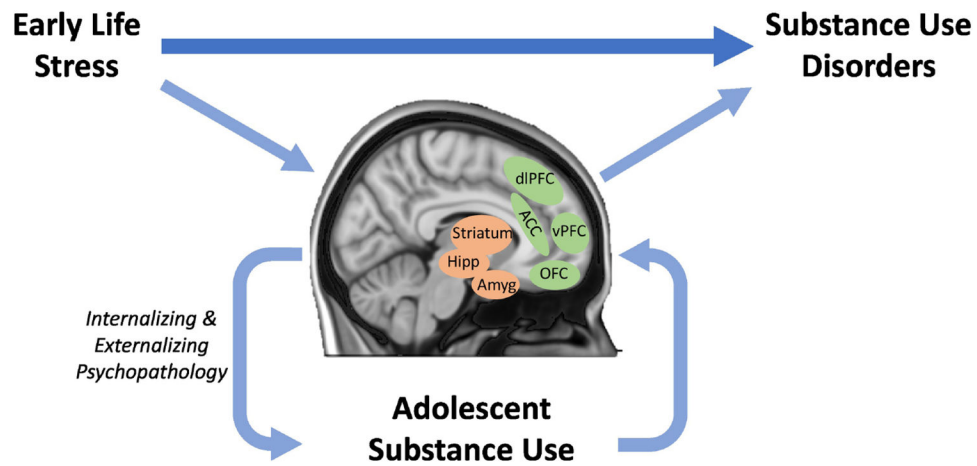 Early Life
Stress
Substance Use
Disorders
dlPFC
ACC
vPFC
Striatum
Hipp
OFC
Amyg
Internalizing &
Externalizing
Psychopathology
Adolescent
Substance Use